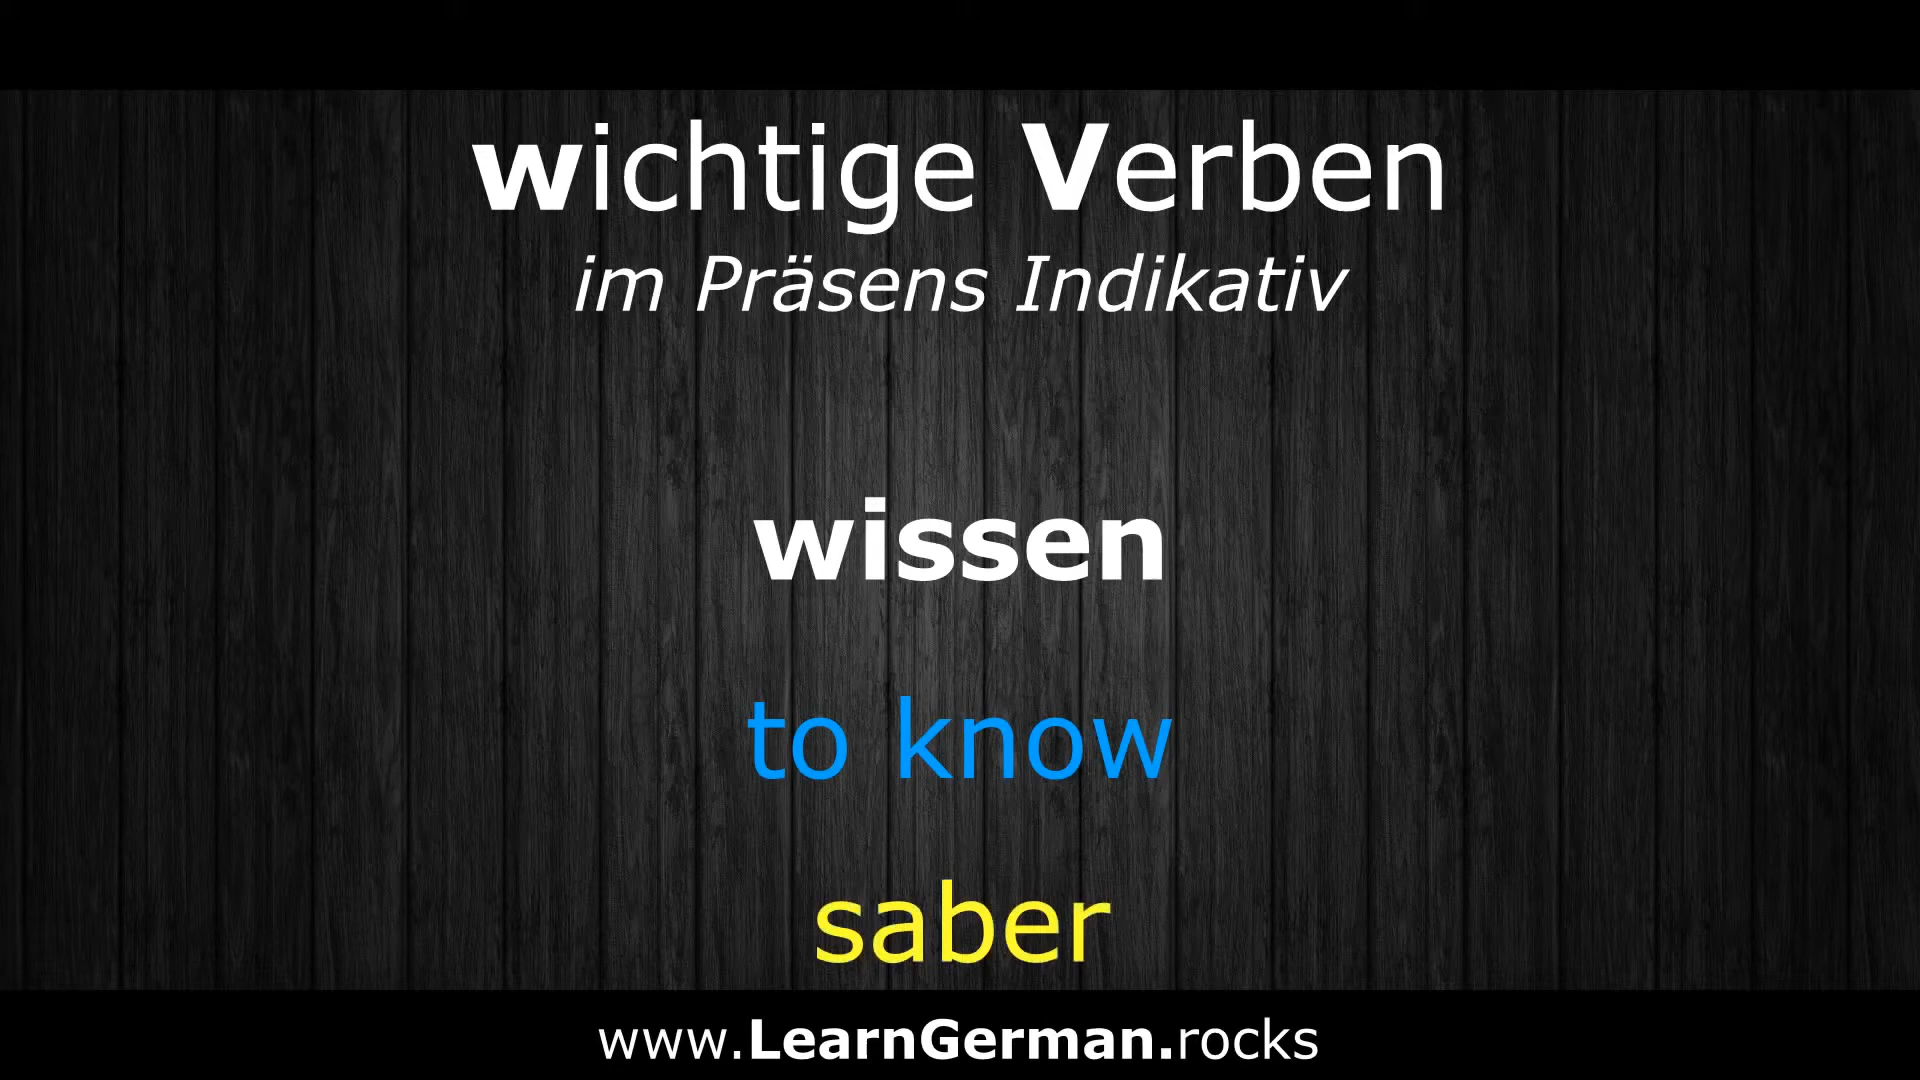 wichtige Verben
im Präsens Indikativ
wissen
to know
saber
www.LearnGerman.rocks